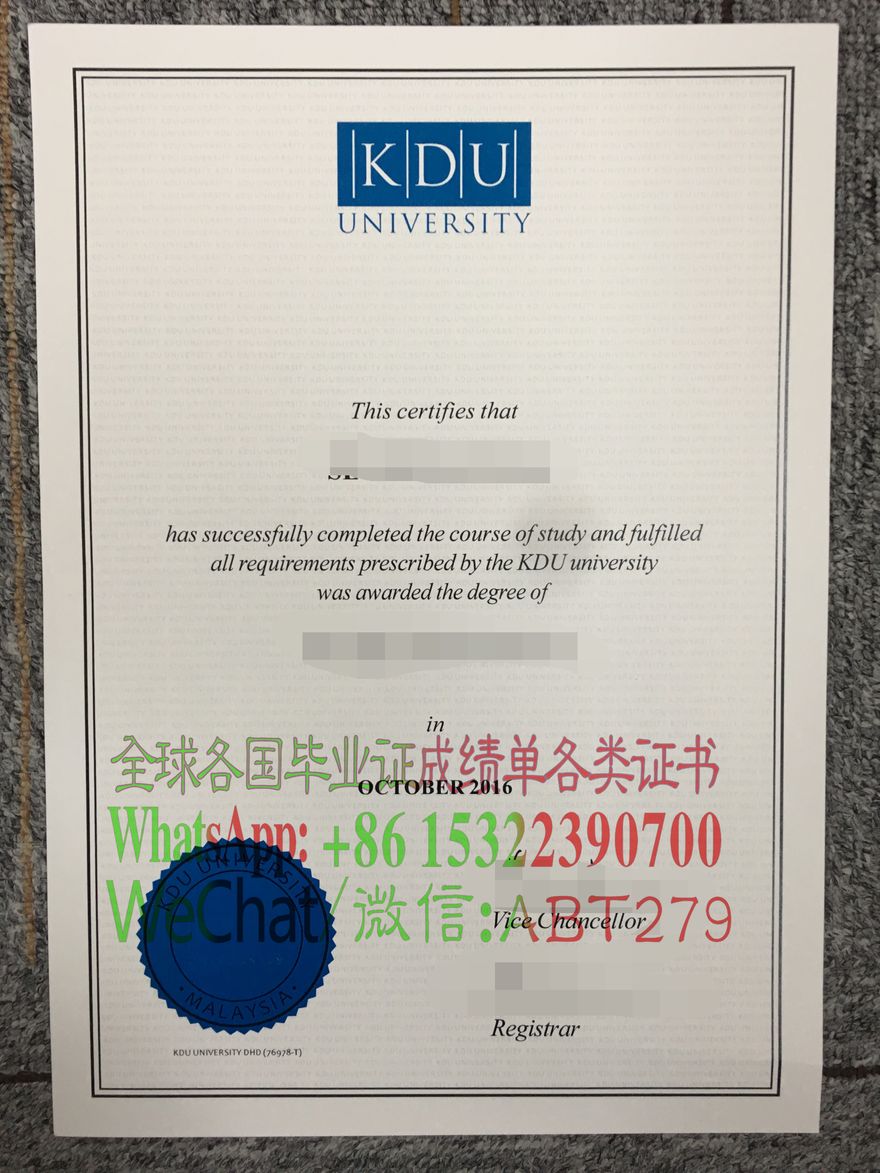 KDU
UNIVERSITY
This certifies that
has successfully completed the course of study and fulfilled
all requirements prescribed by the KDU university
was awarded the degree of
in
全球各国毕业证成绩单各类证书
OCTOBER 2016
WhatsApp: +86 15322390700
WeChat/微信:ABT279
KDU UNIVERSITY
· MALAYSIA ·
Vice Chancellor
Registrar
KDU UNIVERSITY DHD (76978-T)